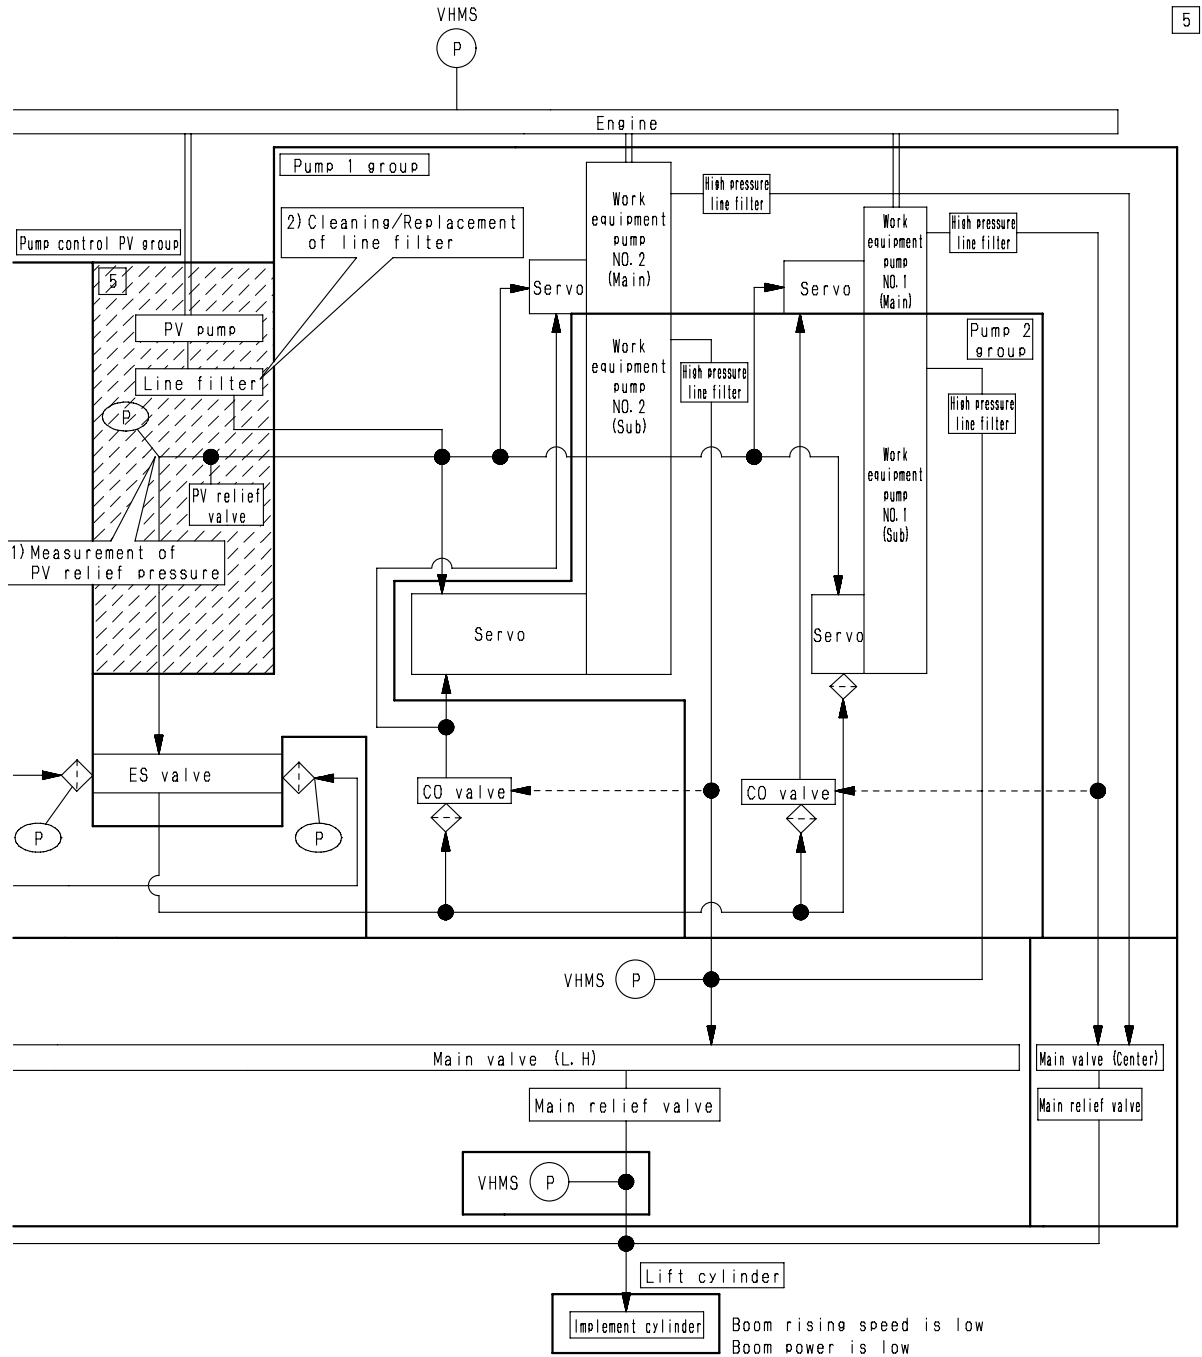 VHMS
5
P
Engine
Pump 1 group
High pressure
line filter
Work
equipment
pump
NO. 2
(Main)
2) Cleaning/Replacement
of line filter
Work
equipment
pump
NO. 1
(Main)
High pressure
line filter
Pump control PV group
5
Servo
Servo
PV pump
Pump 2
group
Work
equipment
pump
NO. 2
(Sub)
High pressure
line filter
Line filter
High pressure
line filter
P
Work
equipment
pump
NO. 1
(Sub)
PV relief
valve
1) Measurement of
PV relief pressure
Servo
Servo
ES valve
CO valve
CO valve
P
P
VHMS
P
Main valve (L. H)
Main valve (Center)
Main relief valve
Main relief valve
VHMS
P
Lift cylinder
Implement cylinder
Boom rising speed is low
Boom power is low